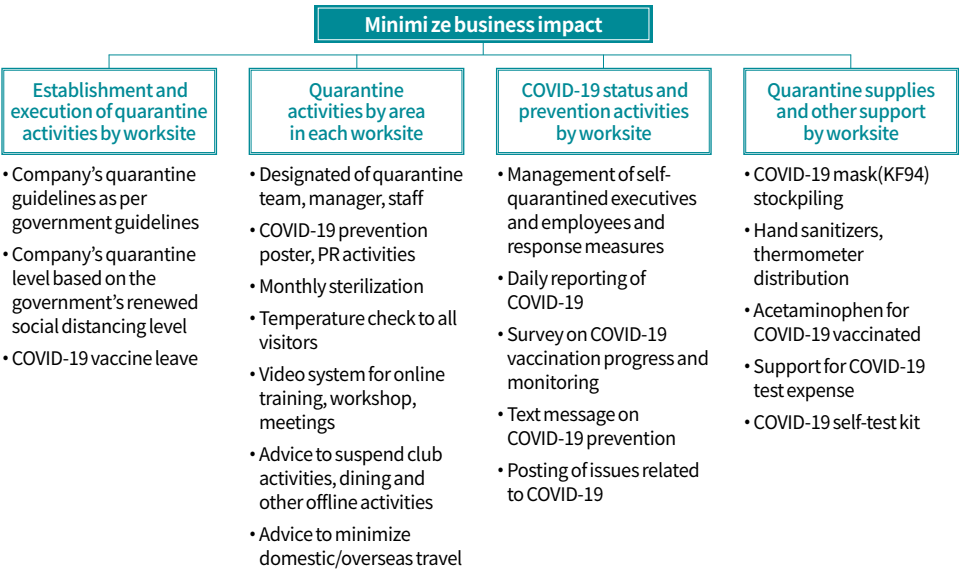 Minimi ze business impact
Establishment and
execution of quarantine
activities by worksite
• Company's quarantine
guidelines as per
government guidelines
• Company's quarantine
level based on the
government's renewed
social distancing level
• COVID-19 vaccine leave
Quarantine
activities by area
in each worksite
• Designated of quarantine
team, manager, staff
• COVID-19 prevention
poster, PR activities
• Monthly sterilization
• Temperature check to all
visitors
• Video system for online
training, workshop,
meetings
• Advice to suspend club
activities, dining and
other offline activities
• Advice to minimize
domestic/overseas travel
COVID-19 status and
prevention activities
by worksite
• Management of self-
quarantined executives
and employees and
response measures
• Daily reporting of
COVID-19
• Survey on COVID-19
vaccination progress and
monitoring
• Text message on
COVID-19 prevention
• Posting of issues related
to COVID-19
Quarantine supplies
and other support
by worksite
• COVID-19 mask(KF94)
stockpiling
• Hand sanitizers,
thermometer
distribution
• Acetaminophen for
COVID-19 vaccinated
• Support for COVID-19
test expense
• COVID-19 self-test kit